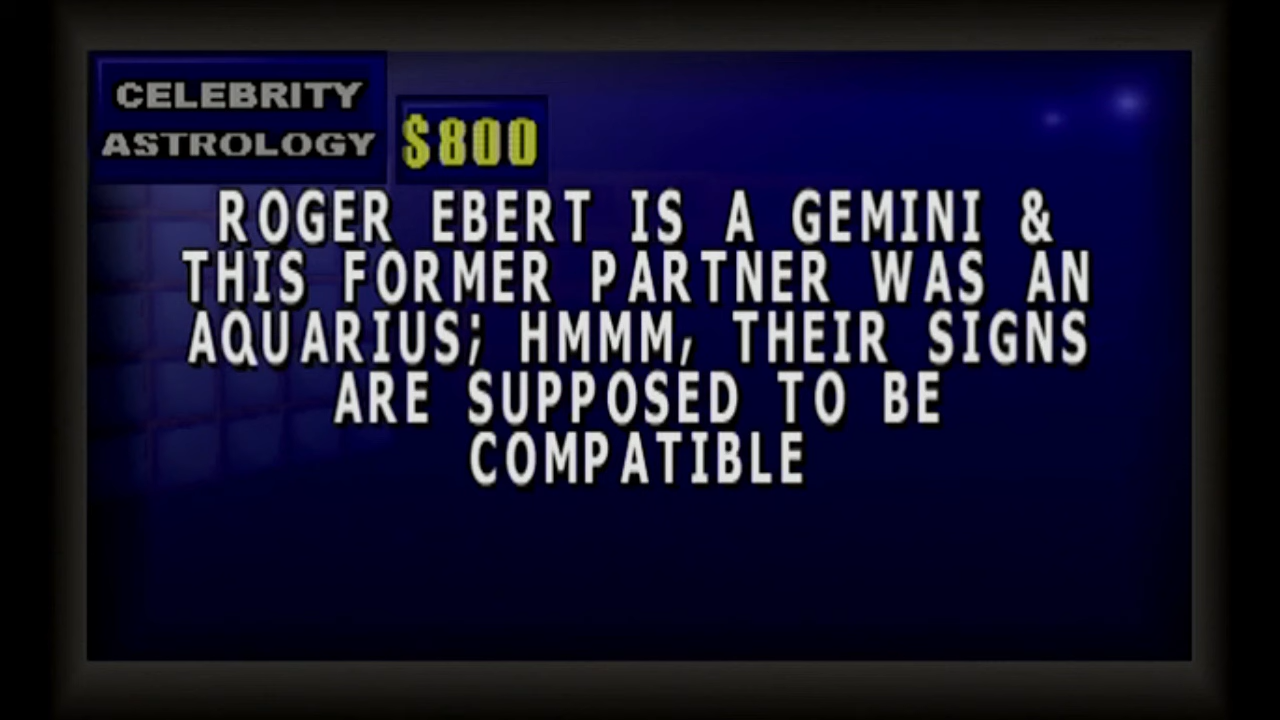 CELEBRITY
ASTROLOGY
$800
ROGER EBERT IS A GEMINI &
THIS FORMER PARTNER WAS AN
AQUARIUS; HMMM, THEIR SIGNS
ARE SUPPOSED TO BE
COMPATIBLE